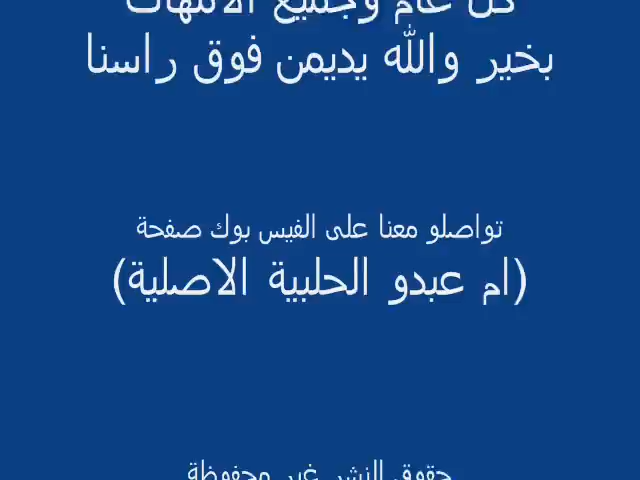 كل عام وجميع الامهات
بخير والله يديمن فوق راسنا
تواصلو معنا على الفيس بوك صفحة
(ام عبدو الحلبية الاصلية)
حقوق النشر غير محفوظة